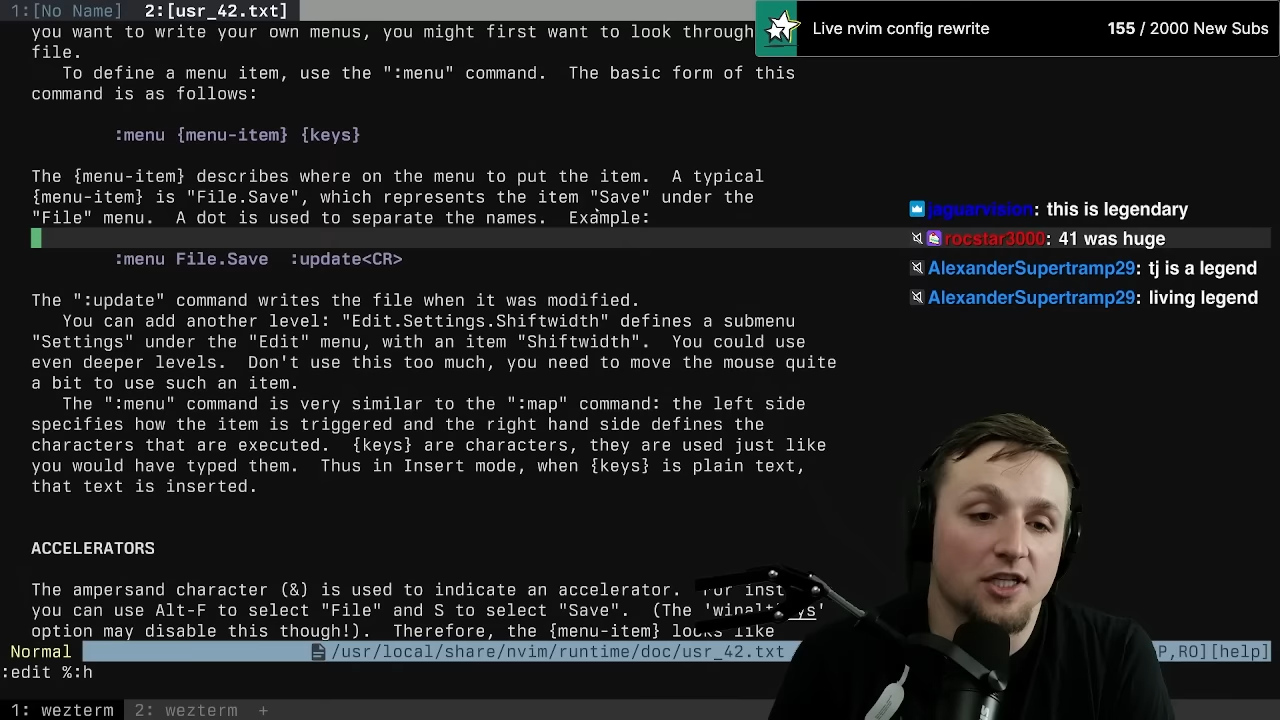 1:[No Name]  2:[usr_42.txt]
Live nvim config rewrite
155 / 2000 New Subs
you want to write your own menus, you might first want to look through
file.
To define a menu item, use the ":menu" command.  The basic form of this
command is as follows:
:menu {menu-item} {keys}
The {menu-item} describes where on the menu to put the item.  A typical
{menu-item} is "File.Save", which represents the item "Save" under the
"File" menu.  A dot is used to separate the names.  Example:
:menu File.Save  :update<CR>
The ":update" command writes the file when it was modified.
You can add another level: "Edit.Settings.Shiftwidth" defines a submenu
"Settings" under the "Edit" menu, with an item "Shiftwidth".  You could use
even deeper levels.  Don't use this too much, you need to move the mouse quite
a bit to use such an item.
The ":menu" command is very similar to the ":map" command: the left side
specifies how the item is triggered and the right hand side defines the
characters that are executed.  {keys} are characters, they are used just like
you would have typed them.  Thus in Insert mode, when {keys} is plain text,
that text is inserted.
ACCELERATORS
The ampersand character (&) is used to indicate an accelerator.  For inst
you can use Alt-F to select "File" and S to select "Save".  (The 'winaltkeys'
option may disable this though!).  Therefore, the {menu-item} looks like
jaguarvision: this is legendary
rocstar3000: 41 was huge
AlexanderSupertramp29: tj is a legend
AlexanderSupertramp29: living legend
Normal /usr/local/share/nvim/runtime/doc/usr_42.txt P,RO][help]
:edit %:h
1: wezterm  2: wezterm  +